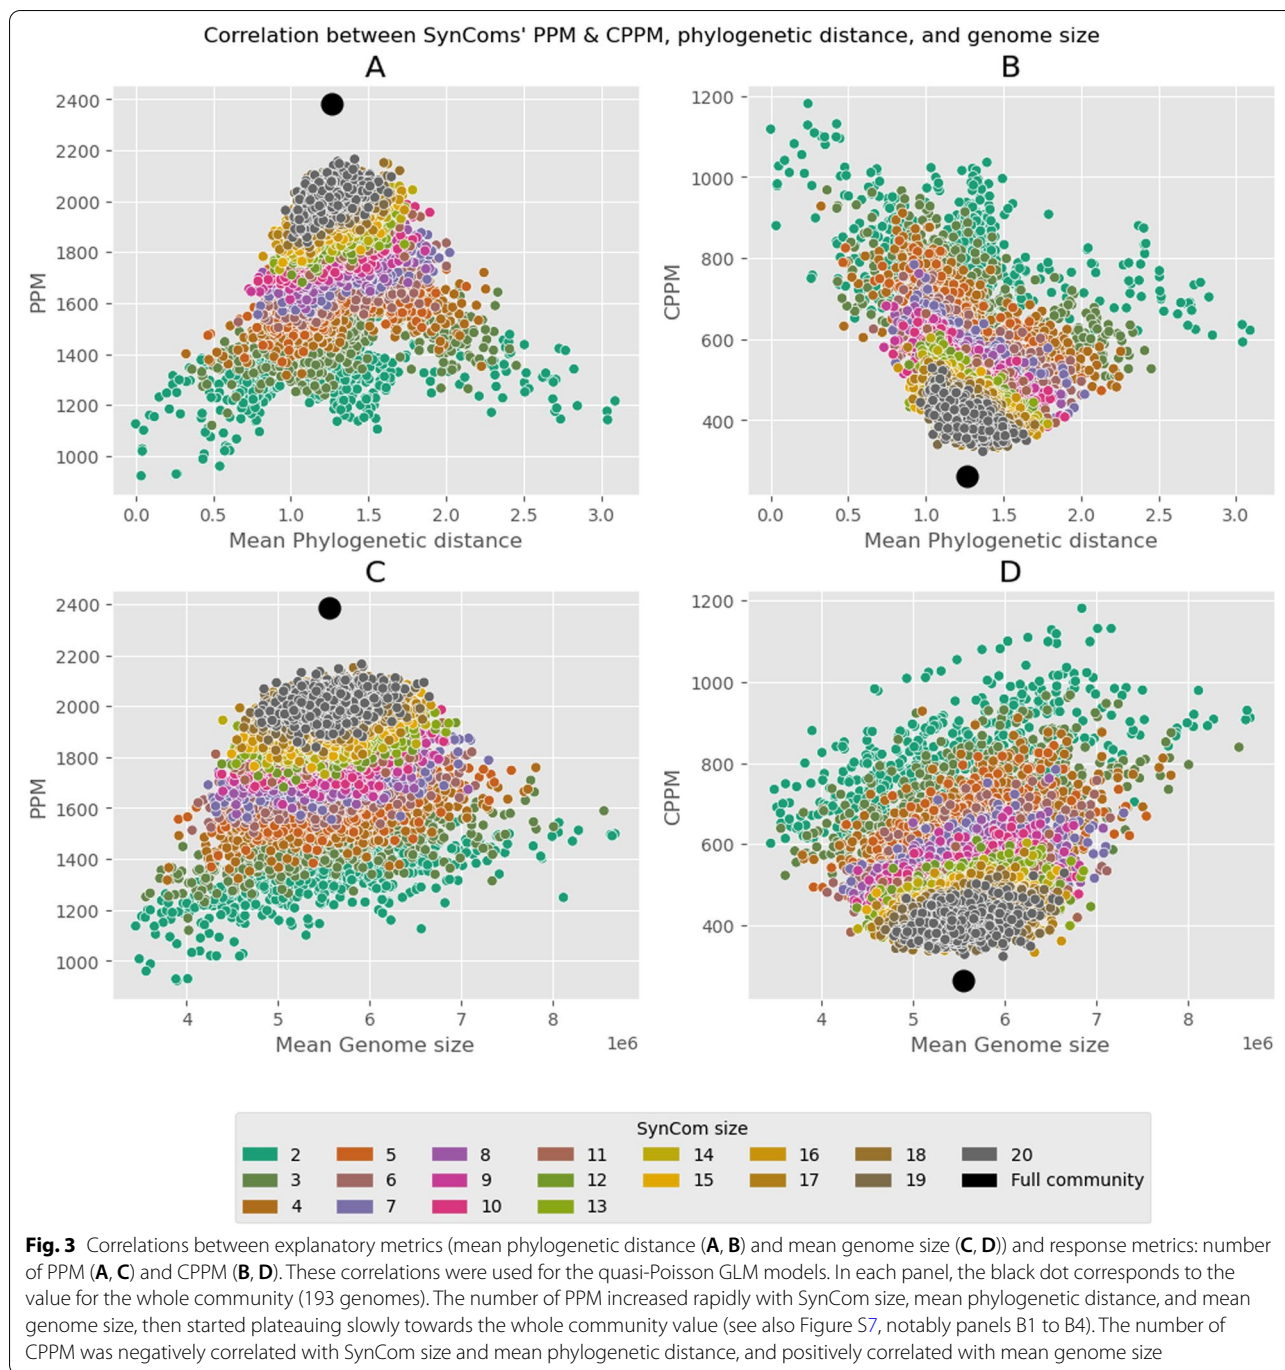 Correlation between SynComs' PPM & CPPM, phylogenetic distance, and genome size
A
2400
2200
2000
1800
1600
1400
1200
1000
PPM
0.0 0.5 1.0 1.5 2.0 2.5 3.0
Mean Phylogenetic distance
B
1200
1000
800
600
400
CPPM
0.0 0.5 1.0 1.5 2.0 2.5 3.0
Mean Phylogenetic distance
C
2400
2200
2000
1800
1600
1400
1200
1000
PPM
4 5 6 7 8
Mean Genome size 1e6
D
1200
1000
800
600
400
CPPM
4 5 6 7 8
Mean Genome size 1e6
SynCom size
2 5 8 11 14 16 18 20
3 6 9 12 15 17 19 Full community
4 7 10 13
Fig. 3 Correlations between explanatory metrics (mean phylogenetic distance (A, B) and mean genome size (C, D)) and response metrics: number
of PPM (A, C) and CPPM (B, D). These correlations were used for the quasi-Poisson GLM models. In each panel, the black dot corresponds to the
value for the whole community (193 genomes). The number of PPM increased rapidly with SynCom size, mean phylogenetic distance, and mean
genome size, then started plateauing slowly towards the whole community value (see also Figure S7, notably panels B1 to B4). The number of
CPPM was negatively correlated with SynCom size and mean phylogenetic distance, and positively correlated with mean genome size